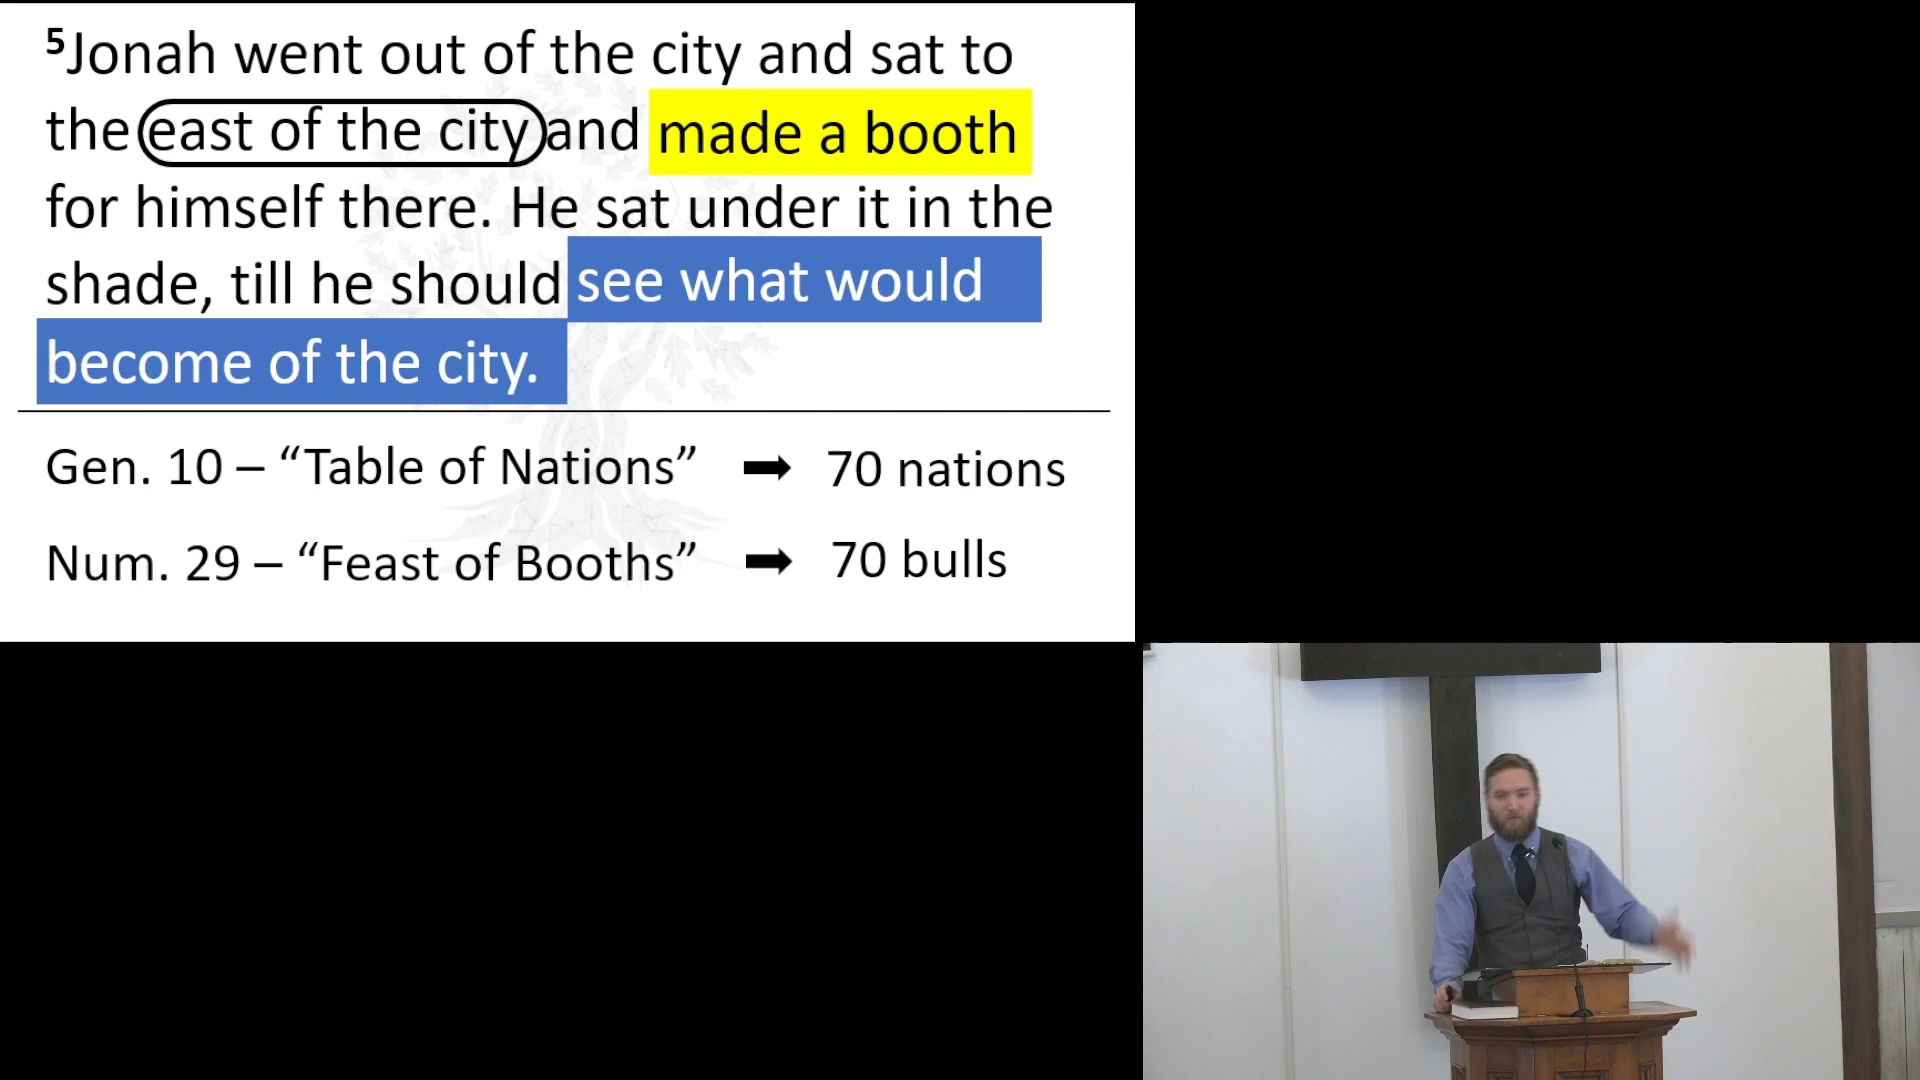 ⁵Jonah went out of the city and sat to
the east of the city and made a booth
for himself there. He sat under it in the
shade, till he should see what would
become of the city.
Gen. 10 – “Table of Nations” ➡ 70 nations
Num. 29 – “Feast of Booths” ➡ 70 bulls